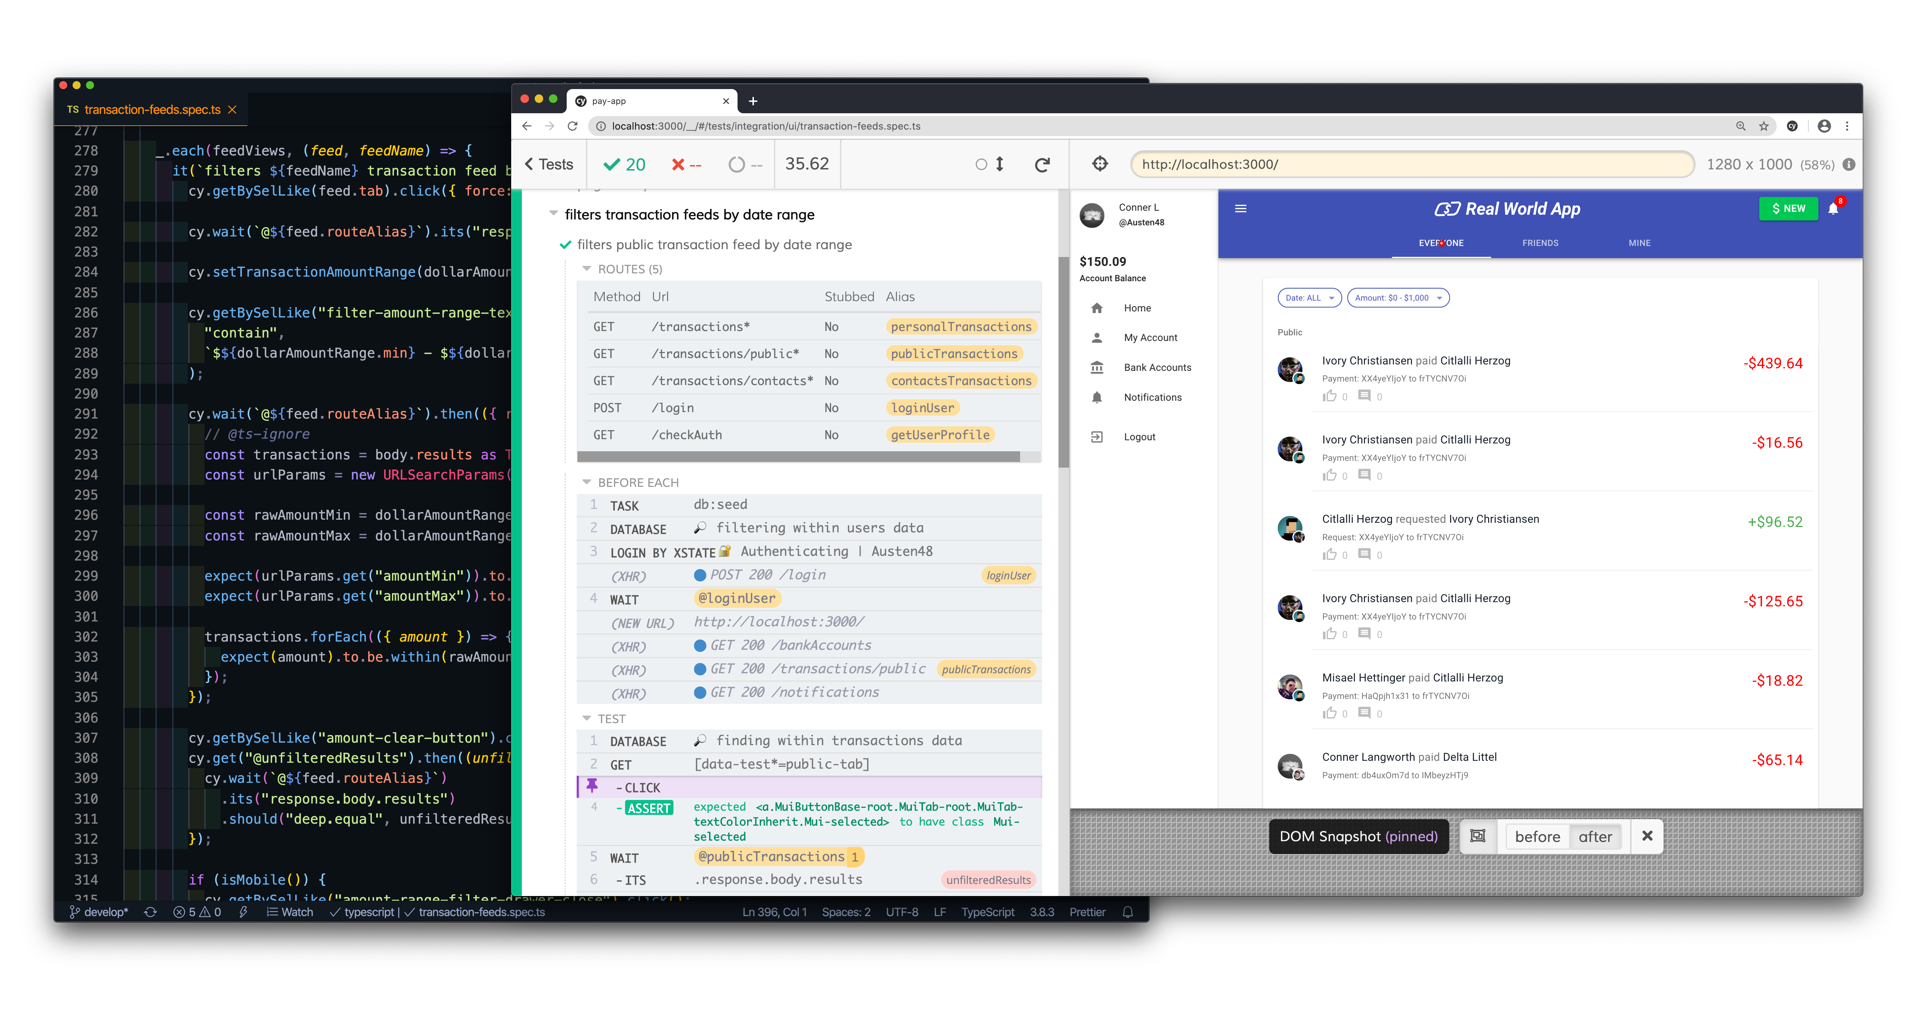 TS transaction-feeds.spec.ts ×
277
278 _.each(feedViews, (feed, feedName) => {
279 it(`filters ${feedName} transaction feed b
280 cy.getBySelLike(feed.tab).click({ force:
281
282 cy.wait(`@${feed.routeAlias}`).its("resp
283
284 cy.setTransactionAmountRange(dollarAmoun
285
286 cy.getBySelLike("filter-amount-range-tex
287 "contain",
288 `$${dollarAmountRange.min} - $${dollar
289 );
290
291 cy.wait(`@${feed.routeAlias}`).then(({ r
292 // @ts-ignore
293 const transactions = body.results as T
294 const urlParams = new URLSearchParams(
295
296 const rawAmountMin = dollarAmountRange
297 const rawAmountMax = dollarAmountRange
298
299 expect(urlParams.get("amountMin")).to.
300 expect(urlParams.get("amountMax")).to.
301
302 transactions.forEach(({ amount }) => {
303 expect(amount).to.be.within(rawAmoun
304 });
305 });
306
307 cy.getBySelLike("amount-clear-button").c
308 cy.get("@unfilteredResults").then((unfil
309 cy.wait(`@${feed.routeAlias}`)
310 .its("response.body.results")
311 .should("deep.equal", unfilteredResu
312 });
313
314 if (isMobile()) {
315 cy.getBySelLike("amount-range-filter-drawer-close").click();
develop* 5 0 Watch typescript | transaction-feeds.spec.ts Ln 396, Col 1 Spaces: 2 UTF-8 LF TypeScript 3.8.3 Prettier
cy pay-app × +
localhost:3000/__/#/tests/integration/ui/transaction-feeds.spec.ts cy
Tests 20 -- -- 35.62
http://localhost:3000/ 1280 x 1000 (58%)
filters transaction feeds by date range
filters public transaction feed by date range
ROUTES (5)
Method Url Stubbed Alias
GET /transactions* No personalTransactions
GET /transactions/public* No publicTransactions
GET /transactions/contacts* No contactsTransactions
POST /login No loginUser
GET /checkAuth No getUserProfile
BEFORE EACH
1 TASK db:seed
2 DATABASE filtering within users data
3 LOGIN BY XSTATE Authenticating | Austen48
(XHR) POST 200 /login loginUser
4 WAIT @loginUser
(NEW URL) http://localhost:3000/
(XHR) GET 200 /bankAccounts
(XHR) GET 200 /transactions/public publicTransactions
(XHR) GET 200 /notifications
TEST
1 DATABASE finding within transactions data
2 GET [data-test*=public-tab]
-CLICK
4 -ASSERT expected <a.MuiButtonBase-root.MuiTab-root.MuiTab-
textColorInherit.Mui-selected> to have class Mui-
selected
5 WAIT @publicTransactions 1
6 -ITS .response.body.results unfilteredResults
Conner L
@Austen48
$150.09
Account Balance
Home
My Account
Bank Accounts
Notifications
Logout
Real World App
$ NEW 8
EVERYONE FRIENDS MINE
Date: ALL Amount: $0 - $1,000
Public
Ivory Christiansen paid Citlalli Herzog -$439.64
Payment: XX4yeYIjoY to frTYCNV7Oi
0 0
Ivory Christiansen paid Citlalli Herzog -$16.56
Payment: XX4yeYIjoY to frTYCNV7Oi
0 0
Citlalli Herzog requested Ivory Christiansen +$96.52
Request: XX4yeYIjoY to frTYCNV7Oi
0 0
Ivory Christiansen paid Citlalli Herzog -$125.65
Payment: XX4yeYIjoY to frTYCNV7Oi
0 0
Misael Hettinger paid Citlalli Herzog -$18.82
Payment: HaQpjh1x31 to frTYCNV7Oi
0 0
Conner Langworth paid Delta Littel -$65.14
Payment: db4uxOm7d to IMbeyzHTj9
DOM Snapshot (pinned) before after ×